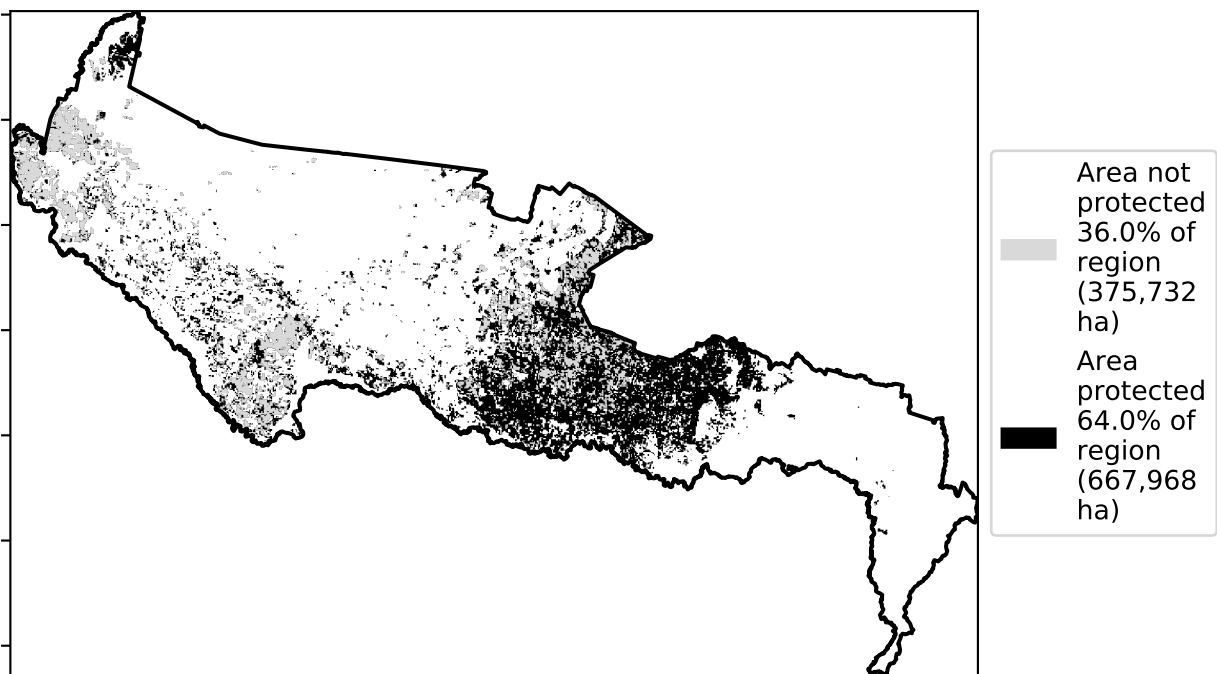 Area not
protected
36.0% of
region
(375,732
ha)
Area
protected
64.0% of
region
(667,968
ha)